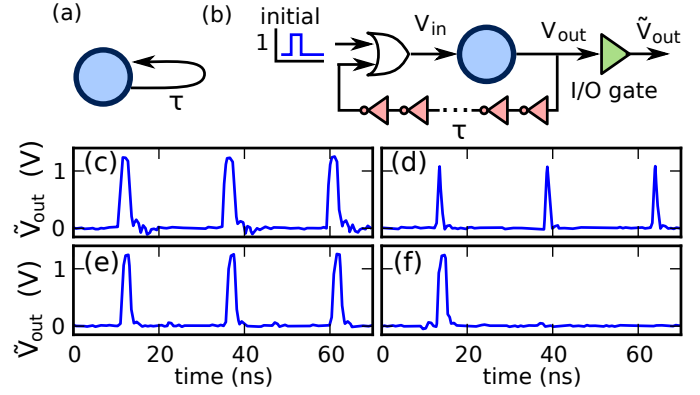 (a)
τ
(b)
initial
1
V_in
V_out
Ṽ_out
I/O gate
τ
(c)
(d)
Ṽ_out (V)
1
0
(e)
(f)
Ṽ_out (V)
1
0
0 20 40 60
0 20 40 60
time (ns)
time (ns)